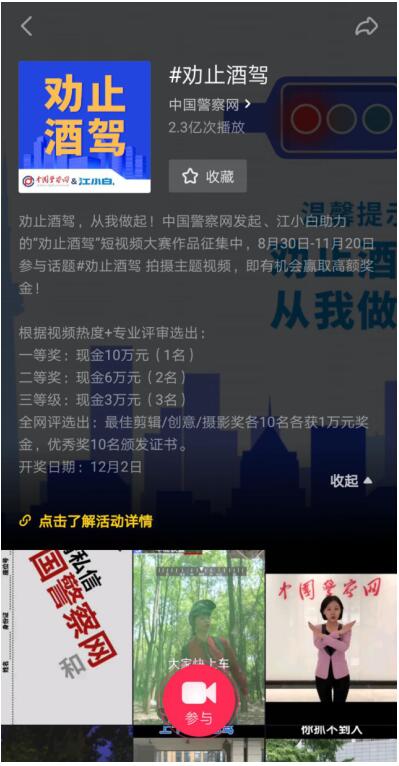 #劝止酒驾
劝止
酒驾
中国警察网 >
2.3亿次播放
中国警察网 & 江小白
收藏
温馨提示
劝止酒
从我做
劝止酒驾，从我做起！中国警察网发起、江小白助力
的“劝止酒驾”短视频大赛作品征集中，8月30日-11月20日
参与话题#劝止酒驾 拍摄主题视频，即有机会赢取高额奖
金！
根据视频热度+专业评审选出：
一等奖：现金10万元（1名）
二等奖：现金6万元（2名）
三等级：现金3万元（3名）
全网评选出：最佳剪辑/创意/摄影奖各10名各获1万元奖
金，优秀奖10名颁发证书。
开奖日期：12月2日
收起
点击了解活动详情
私信
国警察网
和
座位号
身份证
姓名
大家快上车
中国警察网
参与
你抓不到人